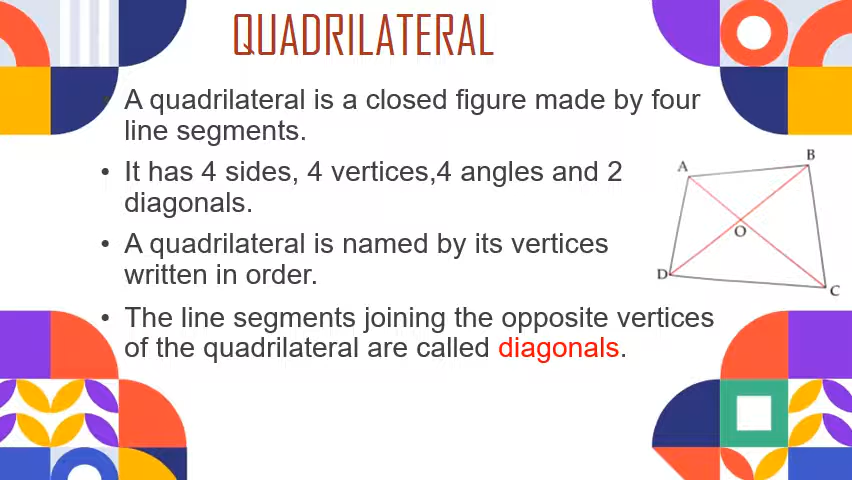 QUADRILATERAL
• A quadrilateral is a closed figure made by four
line segments.
• It has 4 sides, 4 vertices,4 angles and 2
diagonals.
• A quadrilateral is named by its vertices
written in order.
• The line segments joining the opposite vertices
of the quadrilateral are called diagonals.
A
B
O
D
C